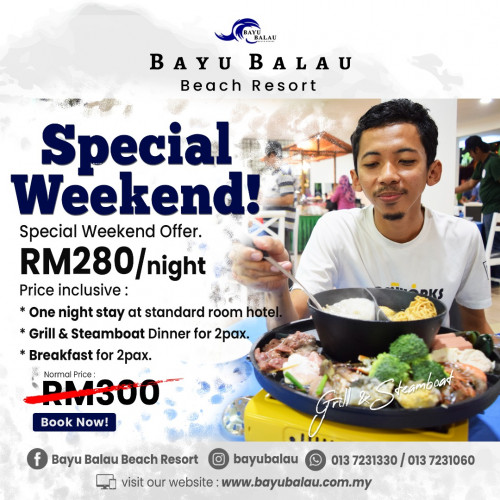 BAYU
BALAU
BAYU BALAU
Beach Resort
Special
Weekend!
Special Weekend Offer.
RM280/night
Price inclusive :
* One night stay at standard room hotel.
* Grill & Steamboat Dinner for 2pax.
* Breakfast for 2pax.
Normal Price :
RM300
Book Now!
Grill & Steamboat
Bayu Balau Beach Resort bayubalau 013 7231330 / 013 7231060
visit our website : www.bayubalau.com.my